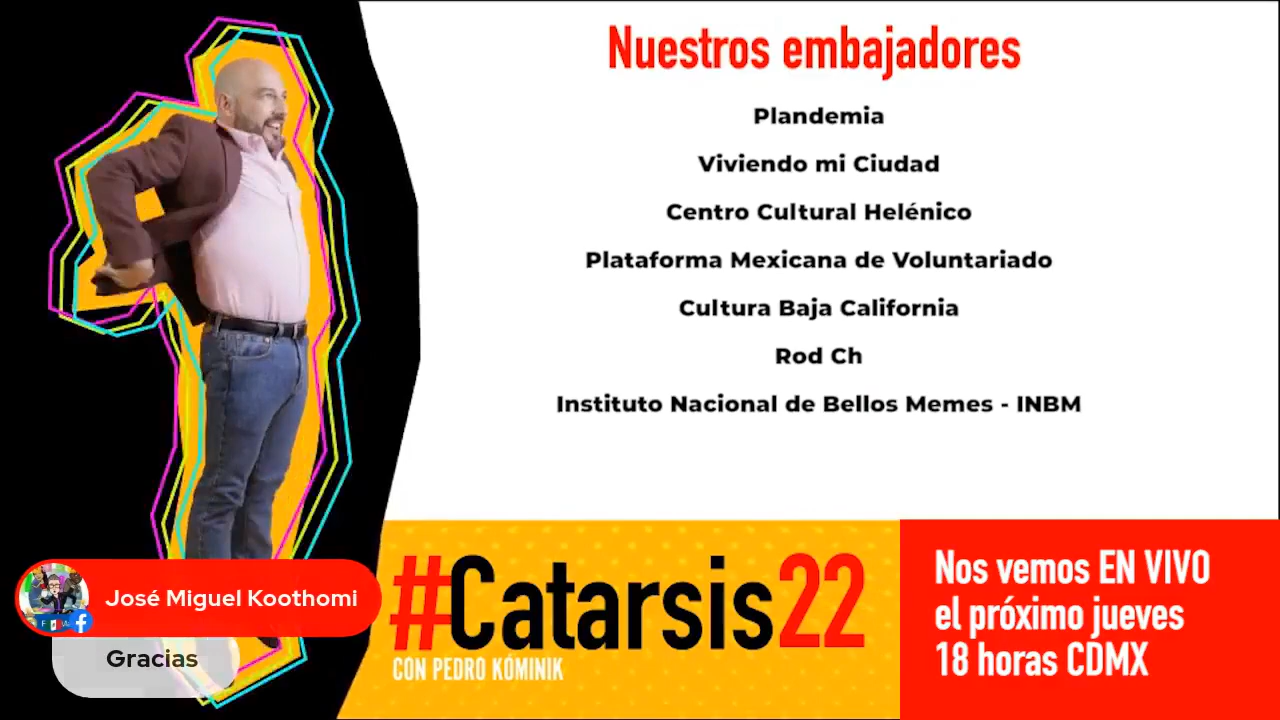 Nuestros embajadores
Plandemia
Viviendo mi Ciudad
Centro Cultural Helénico
Plataforma Mexicana de Voluntariado
Cultura Baja California
Rod Ch
Instituto Nacional de Bellos Memes - INBM
#Catarsis22
CON PEDRO KÓMINIK
Nos vemos EN VIVO
el próximo jueves
18 horas CDMX
José Miguel Koothomi
Gracias